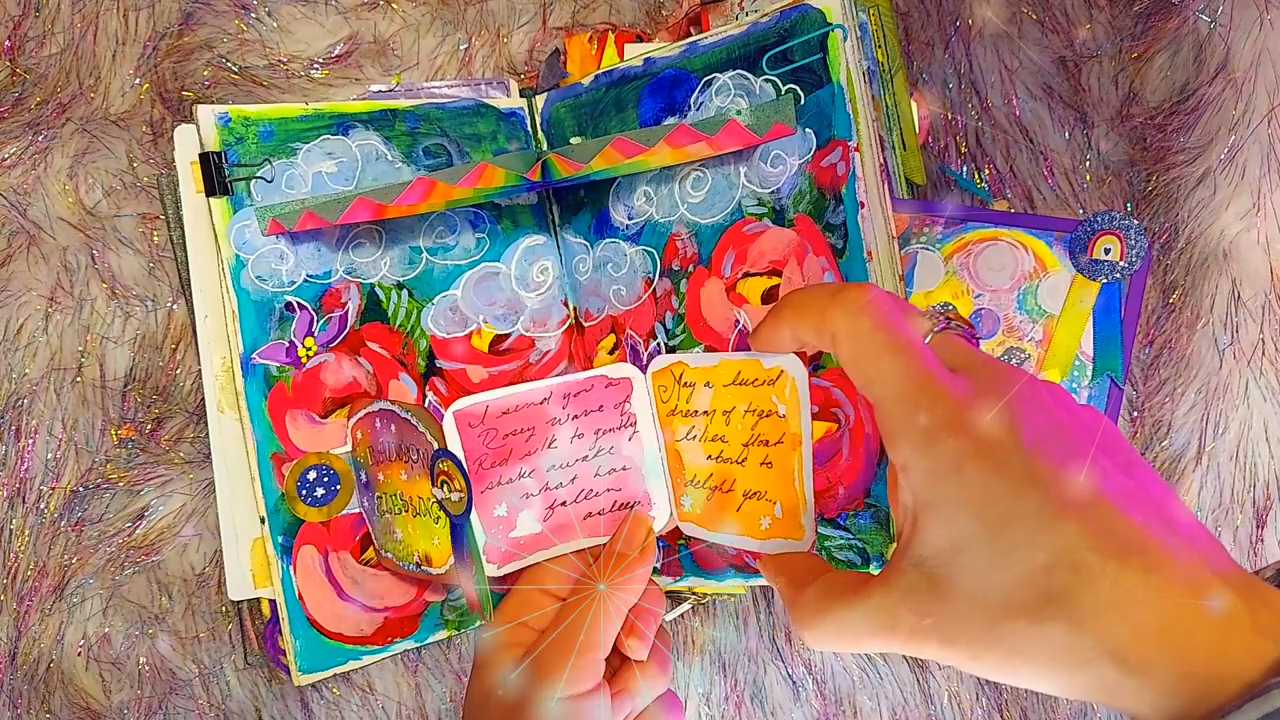 RAINBOW
BLESSING
I send you a
Rosey wave of
Red silk to gently
shake awake
what has
fallen
asleep...
May a lucid
dream of tiger
lilies float
above to
delight you...